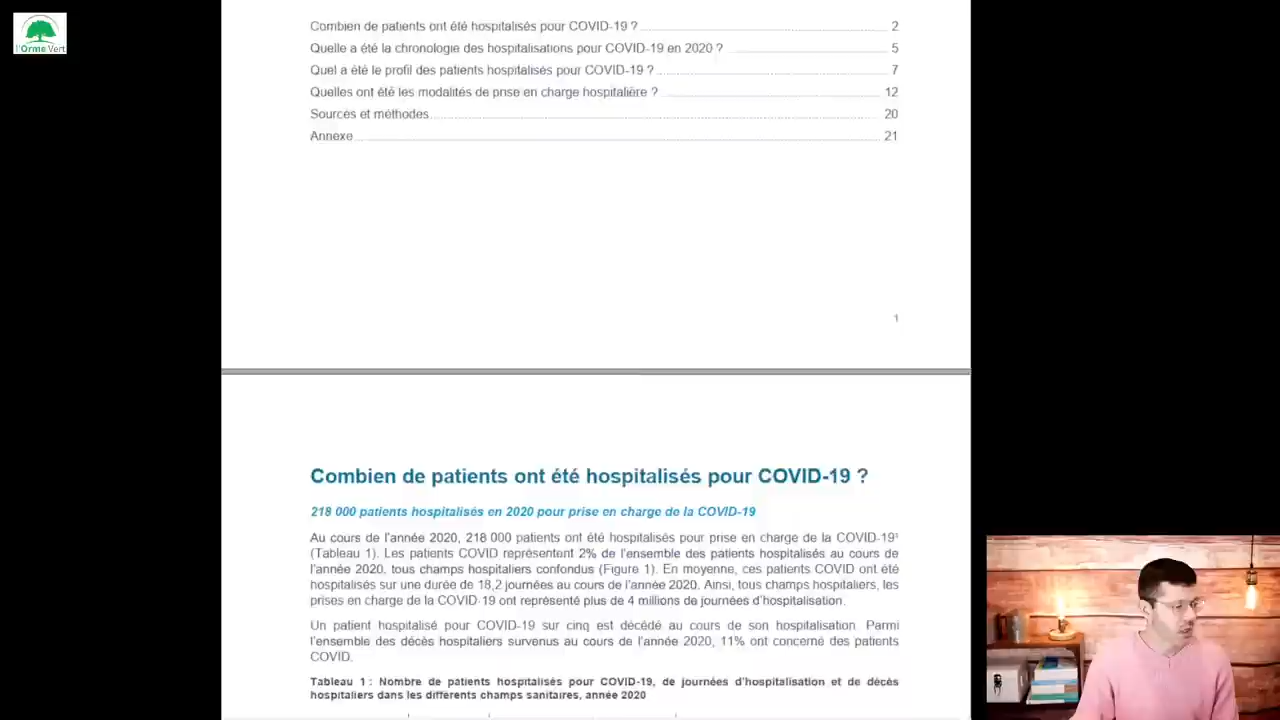 l'Orme Vert
Combien de patients ont été hospitalisés pour COVID-19 ? 2
Quelle a été la chronologie des hospitalisations pour COVID-19 en 2020 ? 5
Quel a été le profil des patients hospitalisés pour COVID-19 ? 7
Quelles ont été les modalités de prise en charge hospitalière ? 12
Sources et méthodes 20
Annexe 21
1
Combien de patients ont été hospitalisés pour COVID-19 ?
218 000 patients hospitalisés en 2020 pour prise en charge de la COVID-19
Au cours de l'année 2020, 218 000 patients ont été hospitalisés pour prise en charge de la COVID-19¹
(Tableau 1). Les patients COVID représentent 2% de l'ensemble des patients hospitalisés au cours de
l'année 2020, tous champs hospitaliers confondus (Figure 1). En moyenne, ces patients COVID ont été
hospitalisés sur une durée de 18,2 journées au cours de l'année 2020. Ainsi, tous champs hospitaliers, les
prises en charge de la COVID-19 ont représenté plus de 4 millions de journées d'hospitalisation.
Un patient hospitalisé pour COVID-19 sur cinq est décédé au cours de son hospitalisation. Parmi
l'ensemble des décès hospitaliers survenus au cours de l'année 2020, 11% ont concerné des patients
COVID.
Tableau 1 : Nombre de patients hospitalisés pour COVID-19, de journées d'hospitalisation et de décès
hospitaliers dans les différents champs sanitaires, année 2020